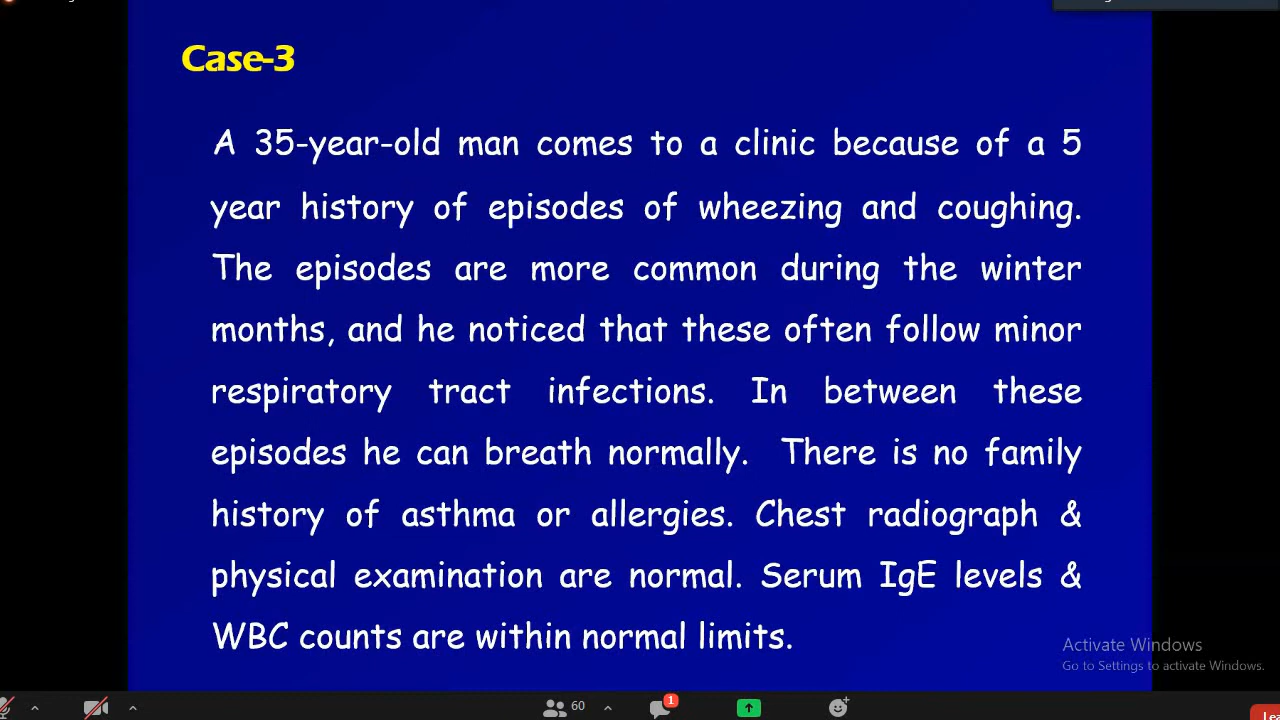 Case-3
A 35-year-old man comes to a clinic because of a 5
year history of episodes of wheezing and coughing.
The episodes are more common during the winter
months, and he noticed that these often follow minor
respiratory tract infections. In between these
episodes he can breath normally. There is no family
history of asthma or allergies. Chest radiograph &
physical examination are normal. Serum IgE levels &
WBC counts are within normal limits.
Activate Windows
Go to Settings to activate Windows.
60
1